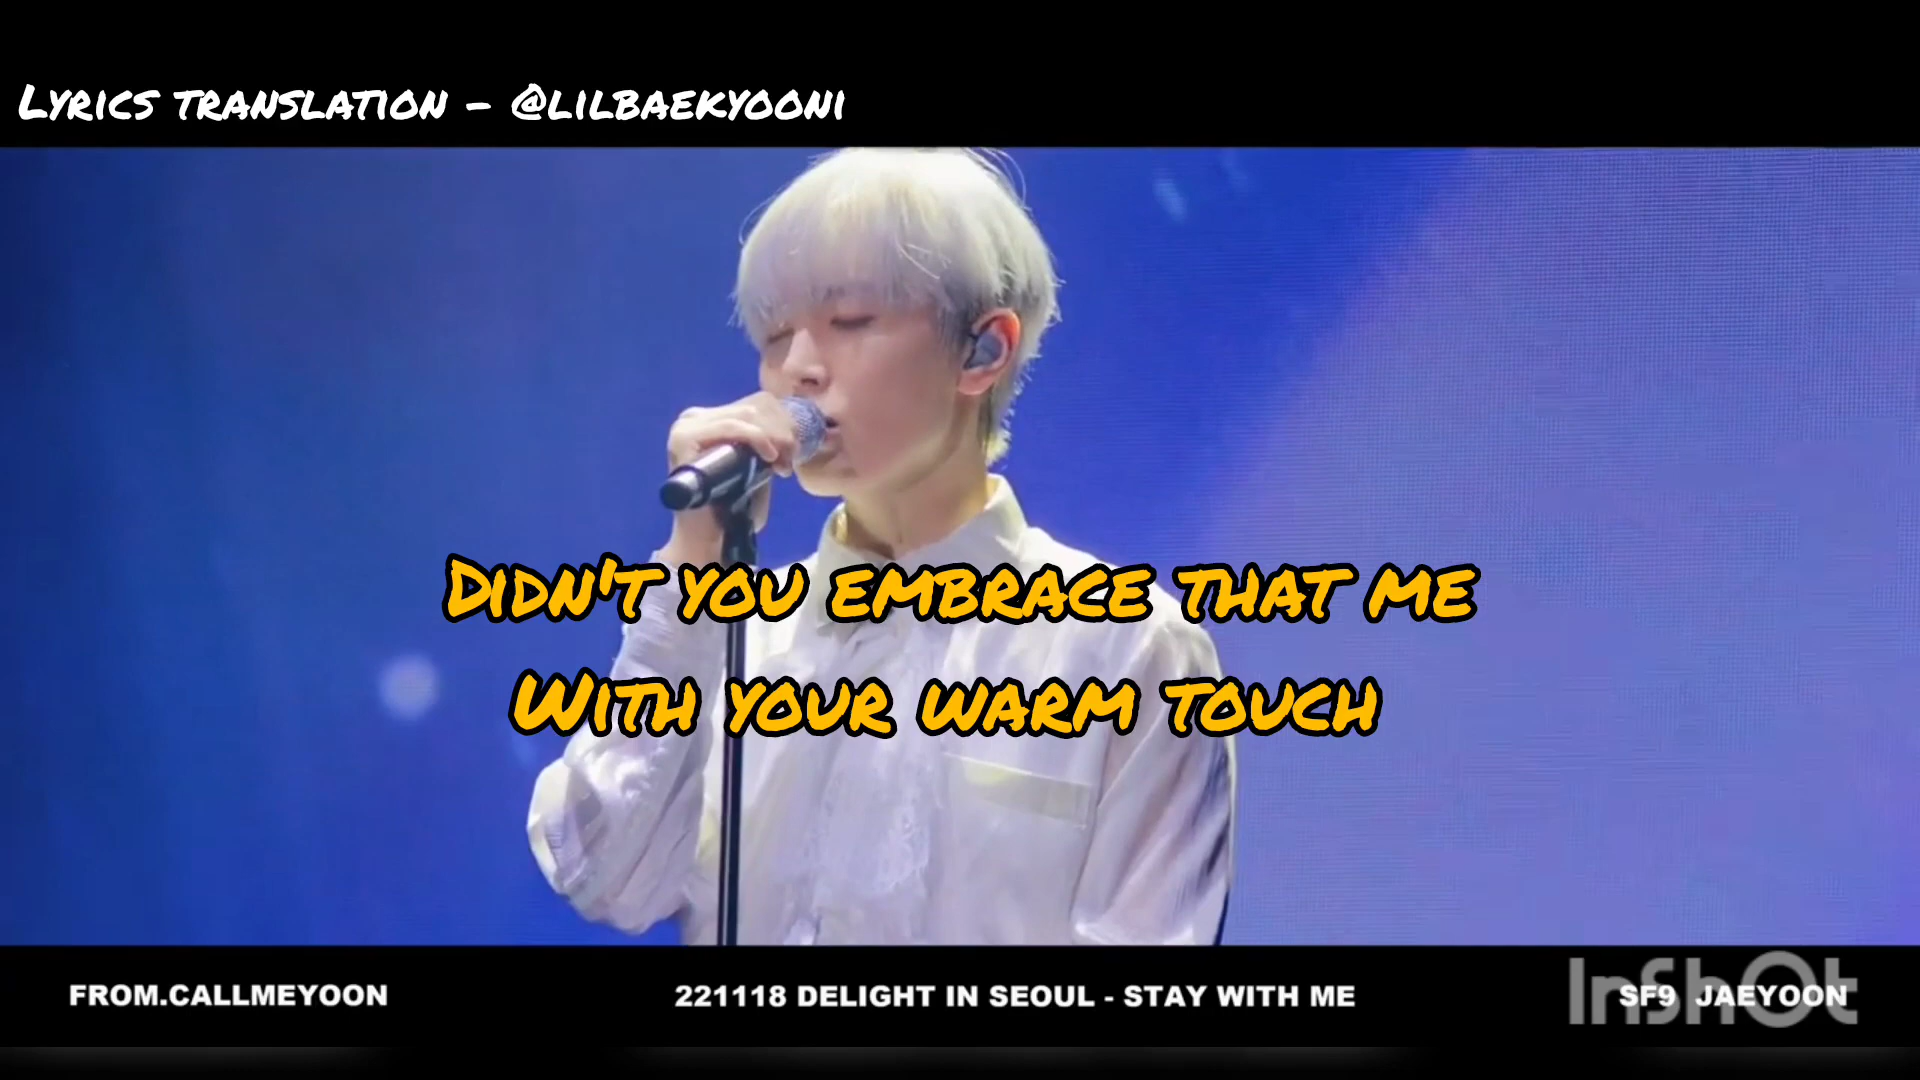 Lyrics translation - @lilbaekyooni
Didn't you embrace that me
With your warm touch
FROM.CALLMEYOON
221118 DELIGHT IN SEOUL - STAY WITH ME
SF9 JAEYOON
InShOt